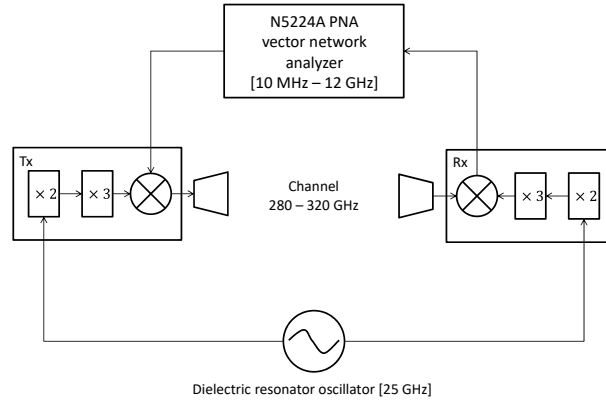 N5224A PNA
vector network
analyzer
[10 MHz – 12 GHz]
Tx
× 2
× 3
Channel
280 – 320 GHz
Rx
× 3
× 2
Dielectric resonator oscillator [25 GHz]